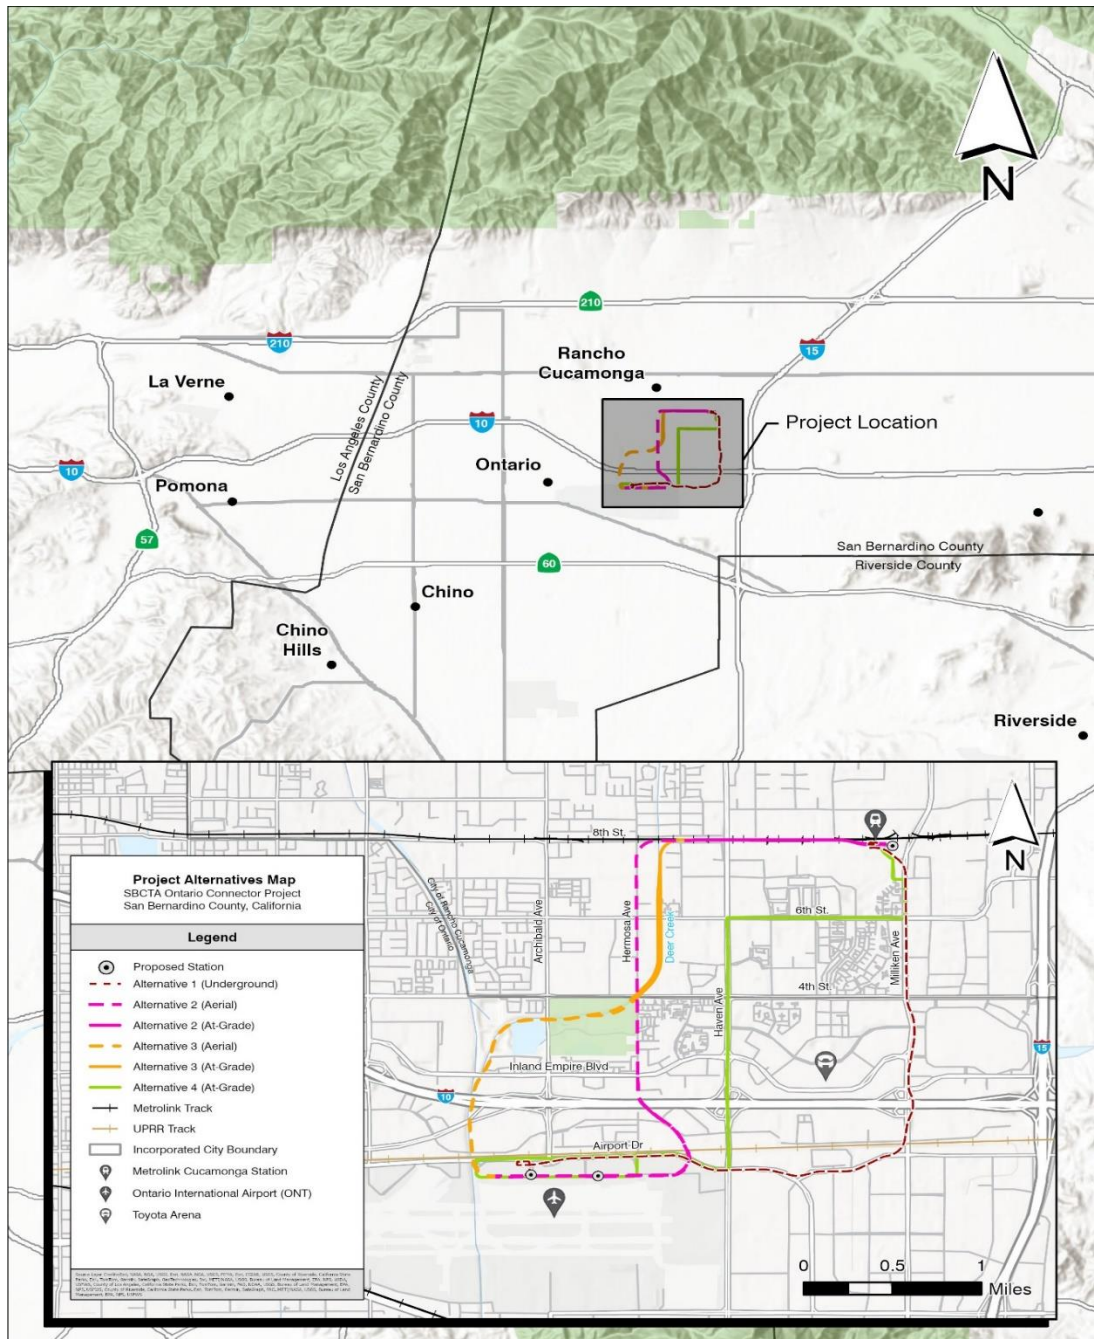 N
210
210
15
Rancho
Cucamonga
La Verne
Los Angeles County
San Bernardino County
10
Project Location
10
Ontario
Pomona
57
San Bernardino County
Riverside County
60
Chino
Chino
Hills
Riverside
Project Alternatives Map
SBCTA Ontario Connector Project
San Bernardino County, California
Legend
Proposed Station
Alternative 1 (Underground)
Alternative 2 (Aerial)
Alternative 2 (At-Grade)
Alternative 3 (Aerial)
Alternative 3 (At-Grade)
Alternative 4 (At-Grade)
Metrolink Track
UPRR Track
Incorporated City Boundary
Metrolink Cucamonga Station
Ontario International Airport (ONT)
Toyota Arena
8th St.
N
City of Rancho Cucamonga
City of Ontario
Archibald Ave
Hermosa Ave
Deer Creek
6th St.
Haven Ave
Milliken Ave
4th St.
Inland Empire Blvd
15
10
Airport Dr
0
0.5
1
Miles